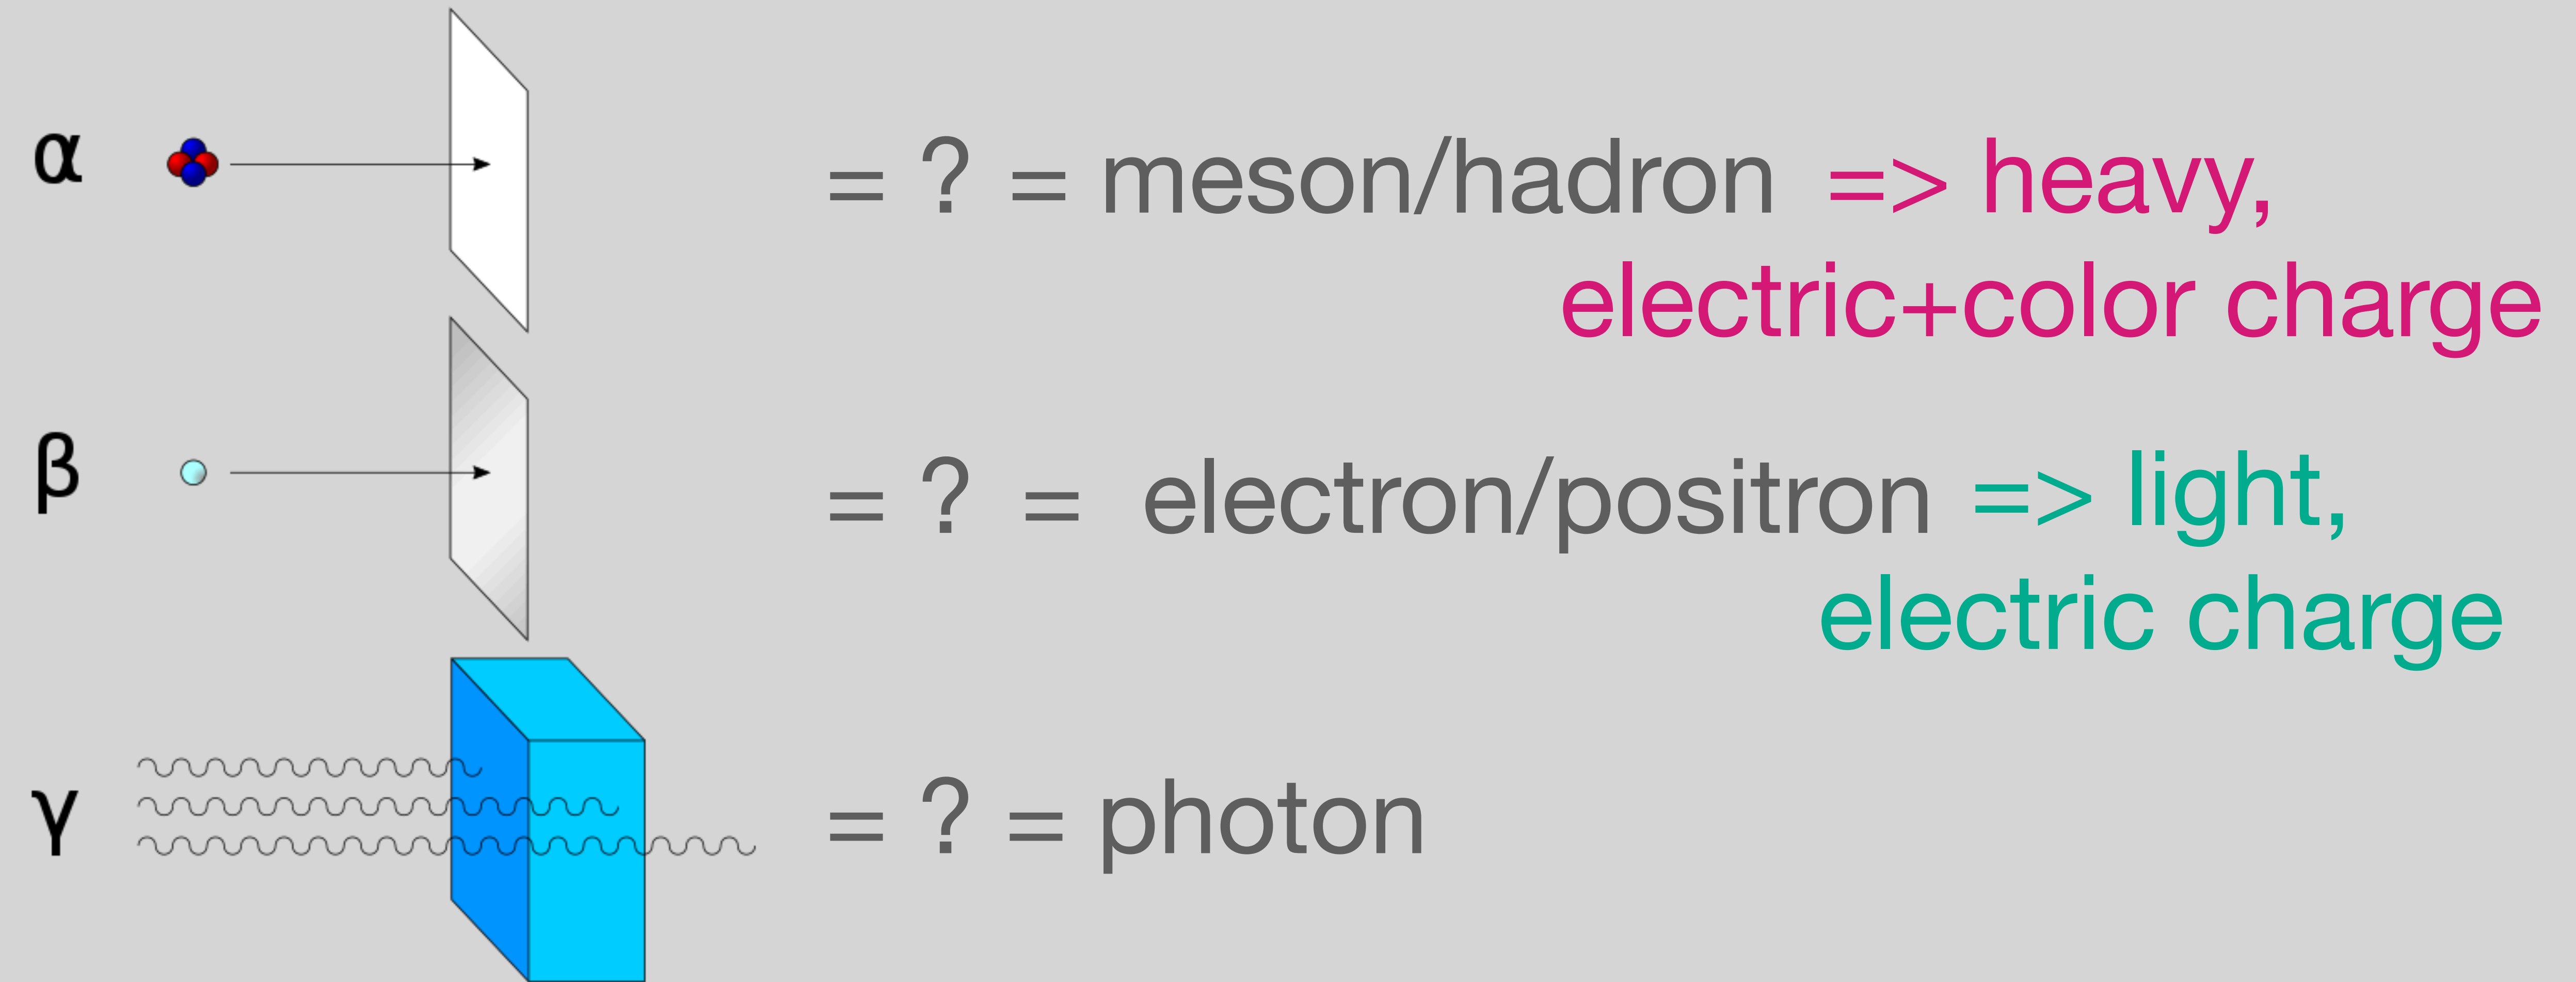 α = ? = meson/hadron => heavy,
electric+color charge
β = ? = electron/positron => light,
electric charge
γ = ? = photon